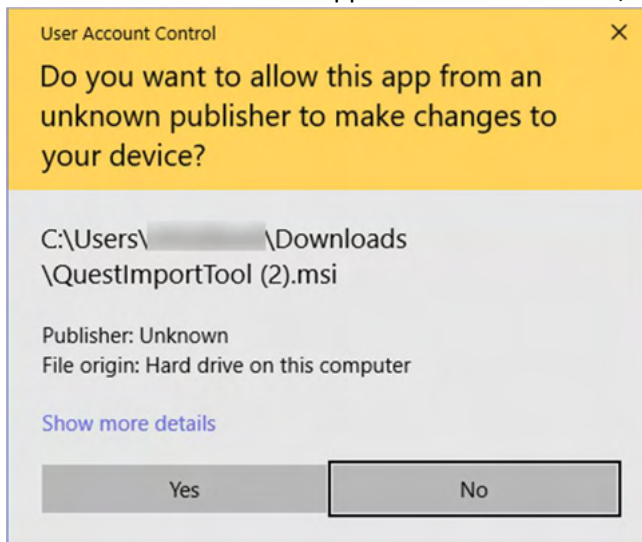 User Account Control
Do you want to allow this app from an
unknown publisher to make changes to
your device?
C:\Users\ \Downloads
\QuestImportTool (2).msi
Publisher: Unknown
File origin: Hard drive on this computer
Show more details
Yes
No